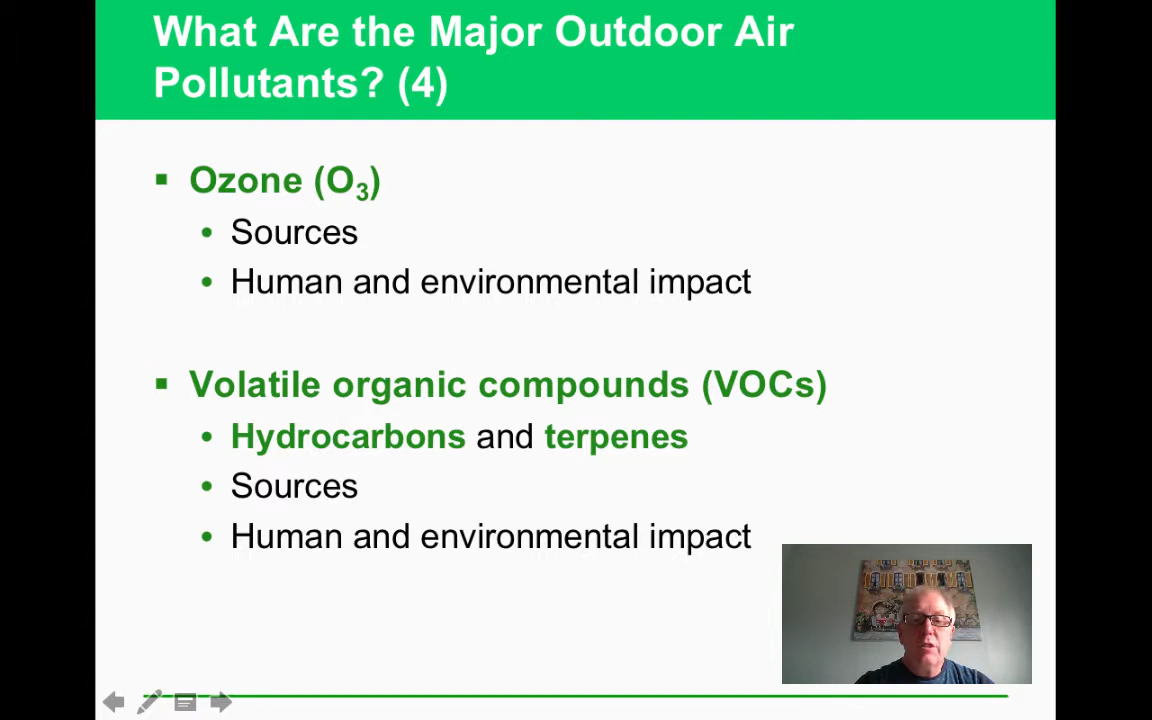 What Are the Major Outdoor Air
Pollutants? (4)
▪ Ozone (O₃)
• Sources
• Human and environmental impact
▪ Volatile organic compounds (VOCs)
• Hydrocarbons and terpenes
• Sources
• Human and environmental impact